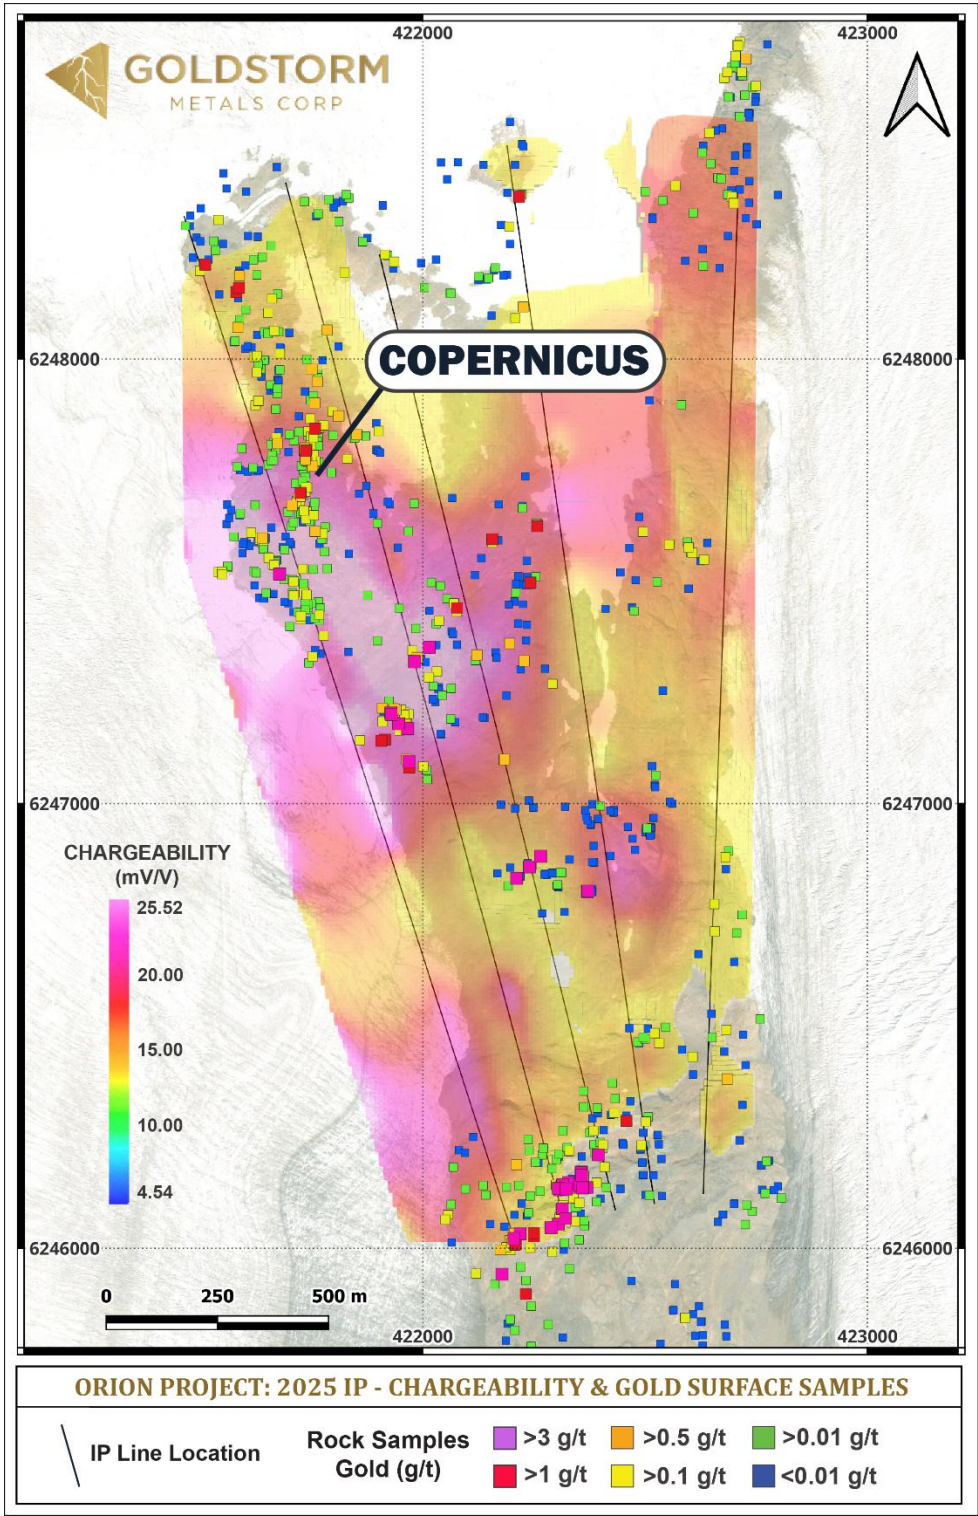 422000
423000
GOLDSTORM
METALS CORP
6248000
6248000
COPERNICUS
6247000
6247000
CHARGEABILITY
(mV/V)
25.52
20.00
15.00
10.00
4.54
6246000
6246000
0 250 500 m
422000
423000
ORION PROJECT: 2025 IP - CHARGEABILITY & GOLD SURFACE SAMPLES
IP Line Location
Rock Samples
Gold (g/t)
>3 g/t >0.5 g/t >0.01 g/t
>1 g/t >0.1 g/t <0.01 g/t